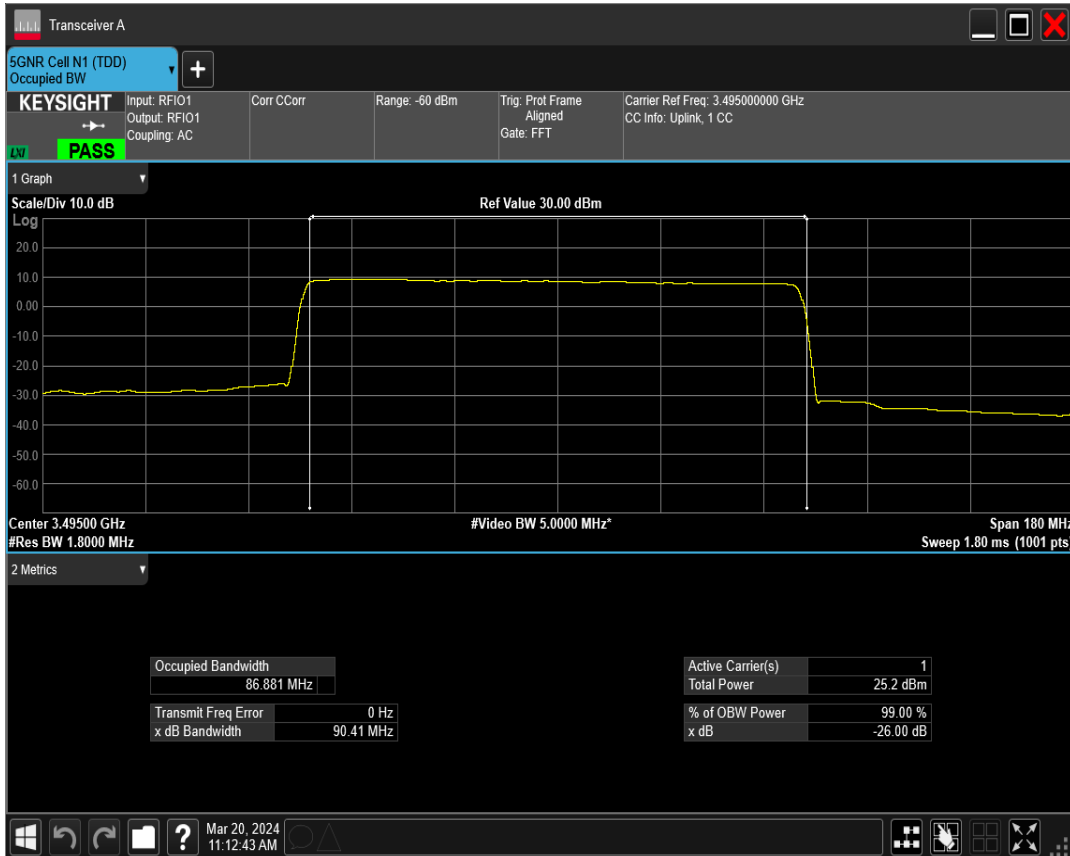 Transceiver A
5GNR Cell N1 (TDD)
Occupied BW
+
KEYSIGHT
LXI
PASS
Input: RFIO1
Output: RFIO1
Coupling: AC
Corr CCorr
Range: -60 dBm
Trig: Prot Frame
Aligned
Gate: FFT
Carrier Ref Freq: 3.495000000 GHz
CC Info: Uplink, 1 CC
1 Graph
Scale/Div 10.0 dB
Ref Value 30.00 dBm
Log
20.0
10.0
0.00
-10.0
-20.0
-30.0
-40.0
-50.0
-60.0
Center 3.49500 GHz
#Video BW 5.0000 MHz*
Span 180 MHz
#Res BW 1.8000 MHz
Sweep 1.80 ms (1001 pts)
2 Metrics
Occupied Bandwidth
86.881 MHz
Transmit Freq Error 0 Hz
x dB Bandwidth 90.41 MHz
Active Carrier(s) 1
Total Power 25.2 dBm
% of OBW Power 99.00 %
x dB -26.00 dB
?
Mar 20, 2024
11:12:43 AM